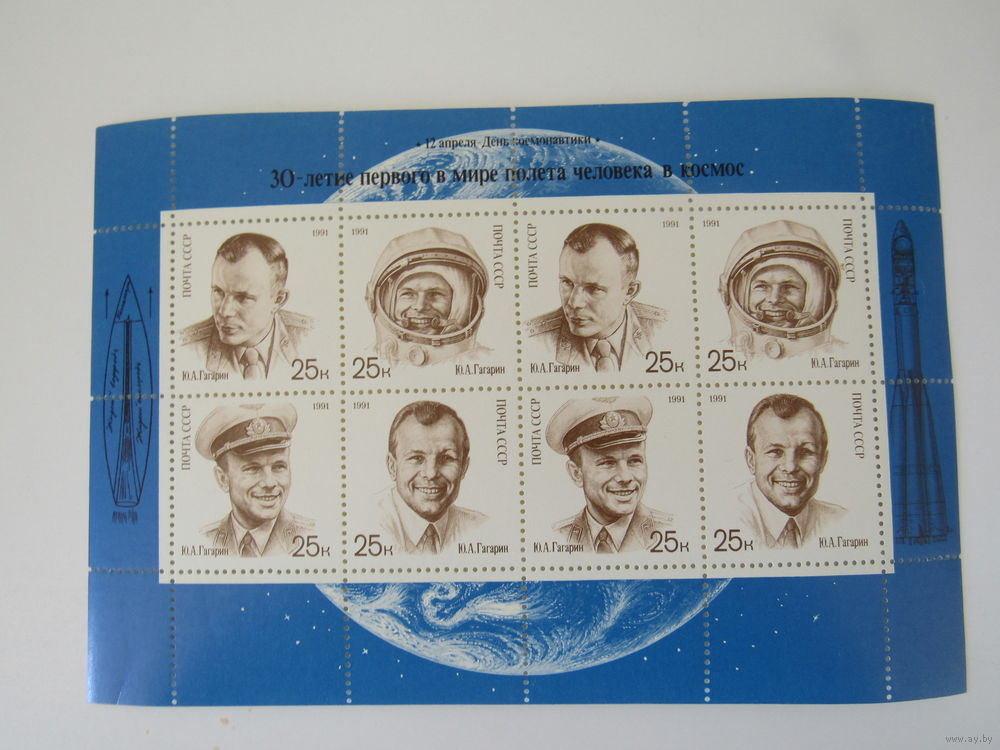 • 12 апреля-День космонавтики •
30-летие первого в мире полета человека в космос
ПОЧТА СССР 1991
Ю.А.Гагарин 25к
1991 ПОЧТА СССР
25к Ю.А.Гагарин
ПОЧТА СССР 1991
Ю.А.Гагарин 25к
1991 ПОЧТА СССР
25к Ю.А.Гагарин
ПОЧТА СССР 1991
Ю.А.Гагарин 25к
1991 ПОЧТА СССР
25к Ю.А.Гагарин
ПОЧТА СССР 1991
Ю.А.Гагарин 25к
1991 ПОЧТА СССР
25к Ю.А.Гагарин
www.ay.by